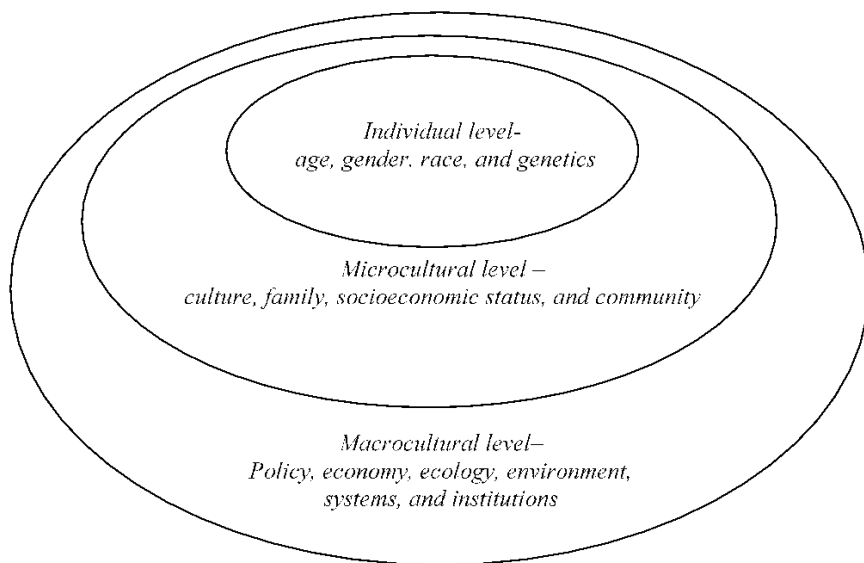 Individual level-
age, gender, race, and genetics
Microcultural level –
culture, family, socioeconomic status, and community
Macrocultural level–
Policy, economy, ecology, environment,
systems, and institutions